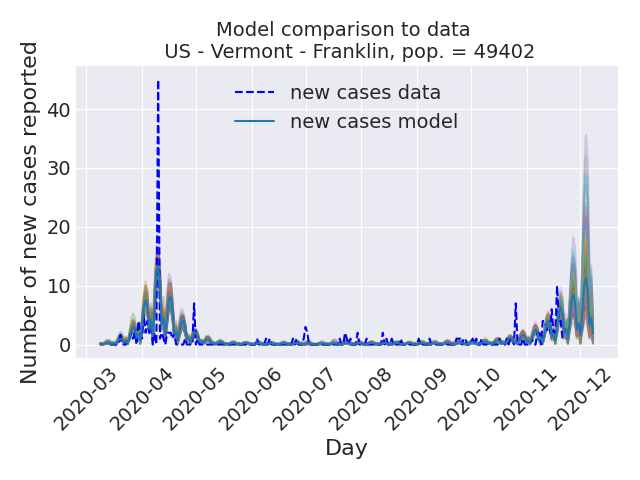 Model comparison to data
US - Vermont - Franklin, pop. = 49402
new cases data
new cases model
Number of new cases reported
40
30
20
10
0
2020-03
2020-04
2020-05
2020-06
2020-07
2020-08
2020-09
2020-10
2020-11
2020-12
Day